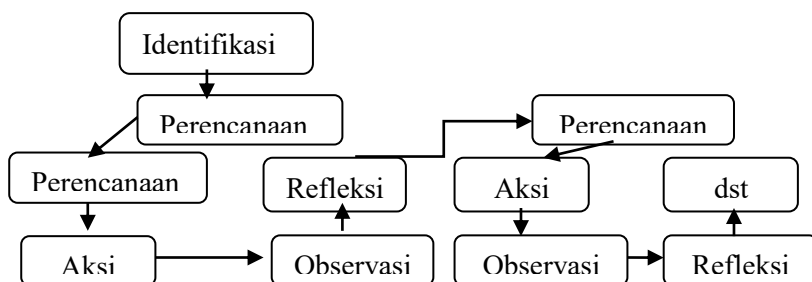 Identifikasi
Perencanaan
Perencanaan
Aksi
Observasi
Refleksi
Perencanaan
Aksi
Observasi
Refleksi
dst